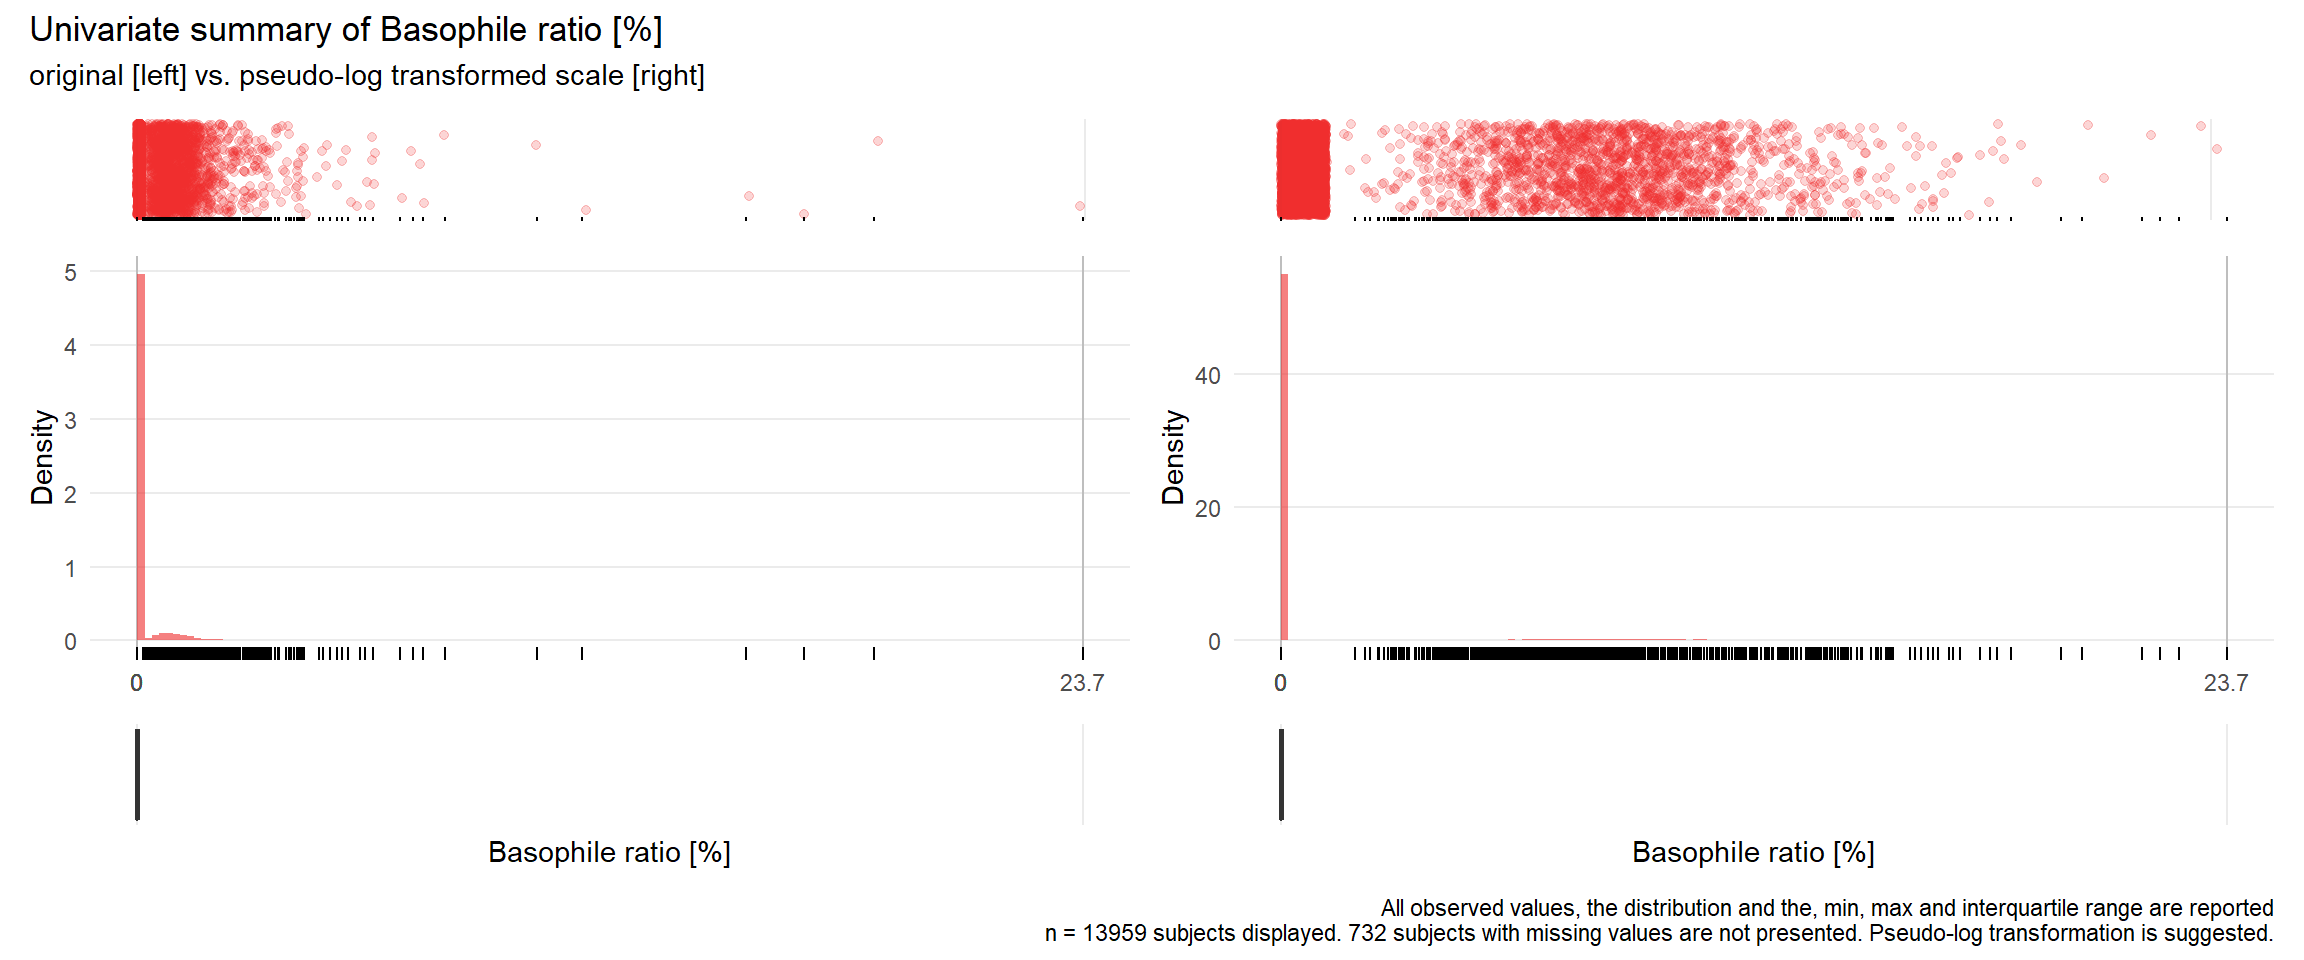 Univariate summary of Basophile ratio [%]
original [left] vs. pseudo-log transformed scale [right]
Density
5
4
3
2
1
0
0
23.7
Basophile ratio [%]
Density
40
20
0
0
23.7
Basophile ratio [%]
All observed values, the distribution and the, min, max and interquartile range are reported
n = 13959 subjects displayed. 732 subjects with missing values are not presented. Pseudo-log transformation is suggested.